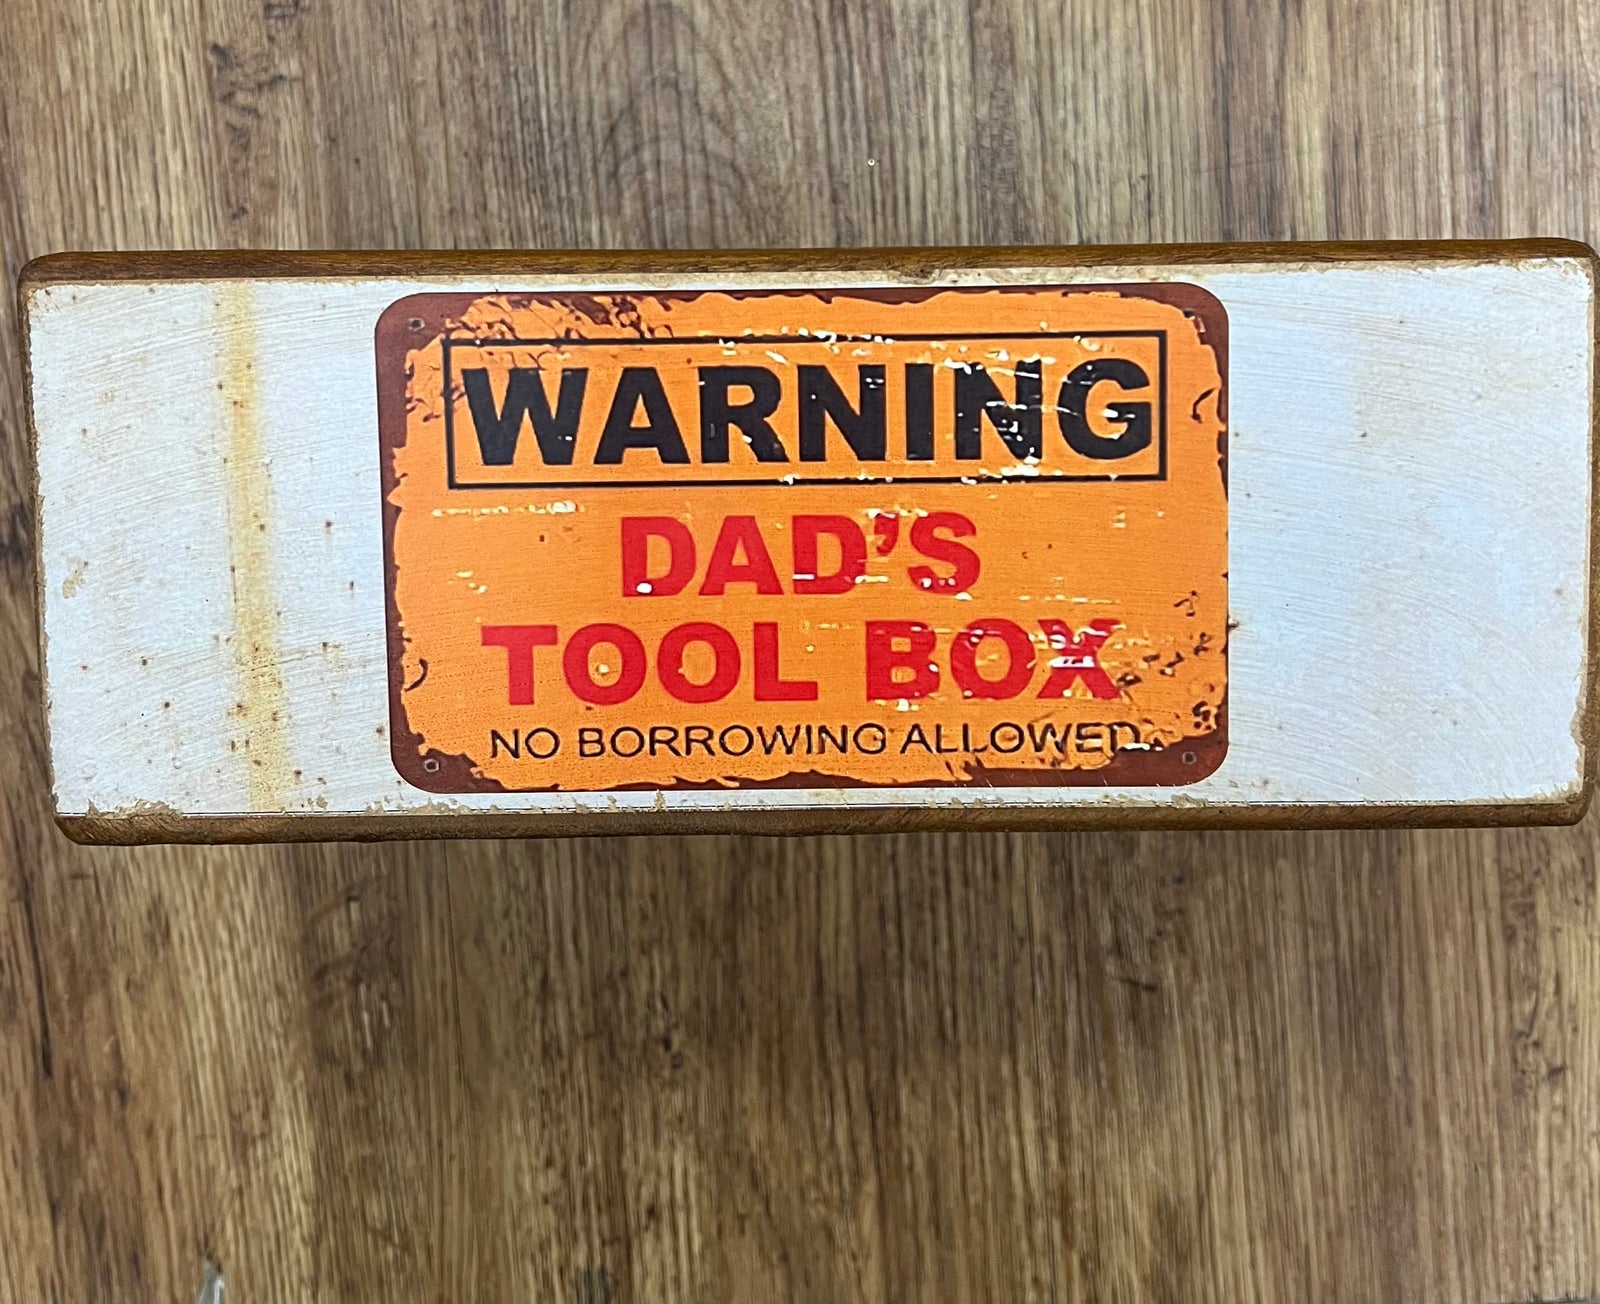 WARNING
DAD'S
TOOL BOX
NO BORROWING ALLOWED